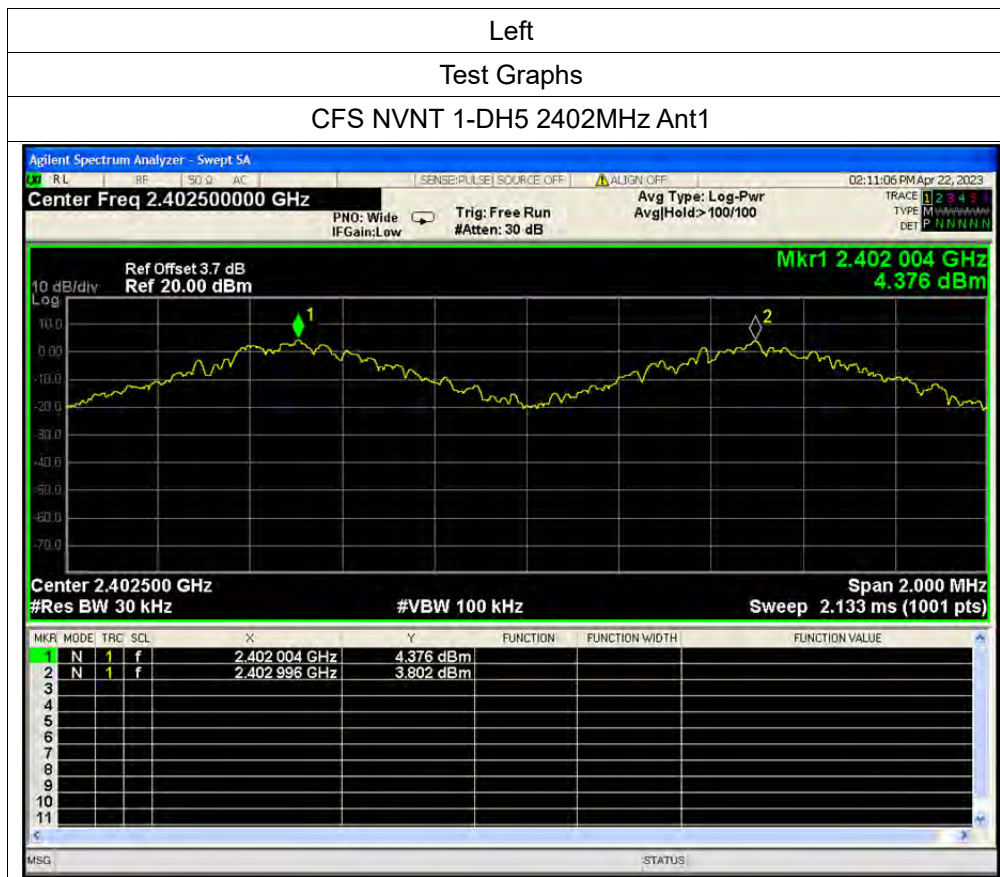 Left
Test Graphs
CFS NVNT 1-DH5 2402MHz Ant1
Agilent Spectrum Analyzer - Swept SA
RL RF 50 Ω AC SENSE:PULSE SOURCE OFF ALIGN OFF 02:11:06 PM Apr 22, 2023
Center Freq 2.402500000 GHz
PNO: Wide Trig: Free Run Avg Type: Log-Pwr TRACE 1 2 3 4 5
IFGain:Low #Atten: 30 dB Avg|Hold:>100/100 TYPE M
DET P N N N N N
Mkr1 2.402 004 GHz
4.376 dBm
Ref Offset 3.7 dB
10 dB/div Ref 20.00 dBm
Log
1 2
10.0
0.00
-10.0
-20.0
-30.0
-40.0
-50.0
-60.0
-70.0
Center 2.402500 GHz Span 2.000 MHz
#Res BW 30 kHz #VBW 100 kHz Sweep 2.133 ms (1001 pts)
MKR MODE TRC SCL X Y FUNCTION FUNCTION WIDTH FUNCTION VALUE
1 N 1 f 2.402 004 GHz 4.376 dBm
2 N 1 f 2.402 996 GHz 3.802 dBm
3
4
5
6
7
8
9
10
11
MSG STATUS